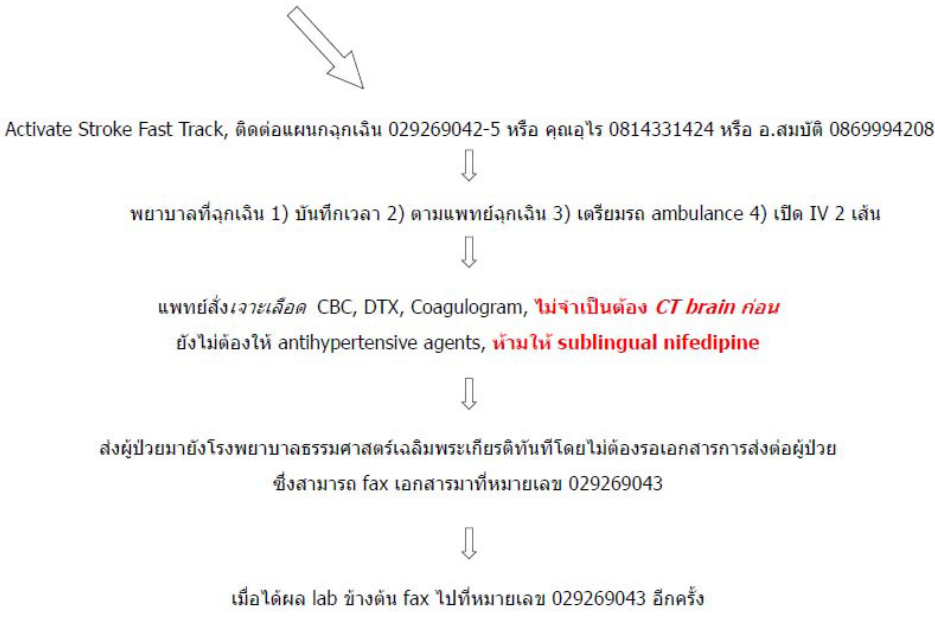 Activate Stroke Fast Track, ติดต่อแผนกฉุกเฉิน 029269042-5 หรือ คุณอุไร 0814331424 หรือ อ.สมบัติ 0869994208
พยาบาลที่ฉุกเฉิน 1) บันทึกเวลา 2) ตามแพทย์ฉุกเฉิน 3) เตรียมรถ ambulance 4) เปิด IV 2 เส้น
แพทย์สั่งเจาะเลือด CBC, DTX, Coagulogram, ไม่จำเป็นต้อง CT brain ก่อน
ยังไม่ต้องให้ antihypertensive agents, ห้ามให้ sublingual nifedipine
ส่งผู้ป่วยมายังโรงพยาบาลธรรมศาสตร์เฉลิมพระเกียรติทันทีโดยไม่ต้องรอเอกสารการส่งต่อผู้ป่วย
ซึ่งสามารถ fax เอกสารมาที่หมายเลข 029269043
เมื่อได้ผล lab ข้างต้น fax ไปที่หมายเลข 029269043 อีกครั้ง